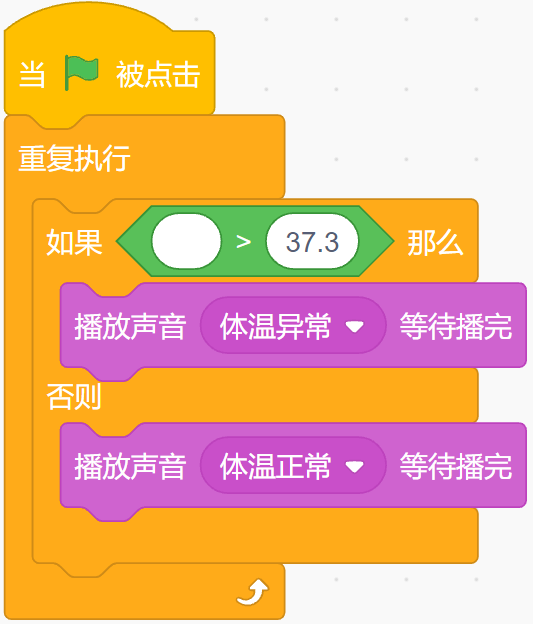 当 被点击
重复执行
如果 > 37.3 那么
播放声音 体温异常 等待播完
否则
播放声音 体温正常 等待播完